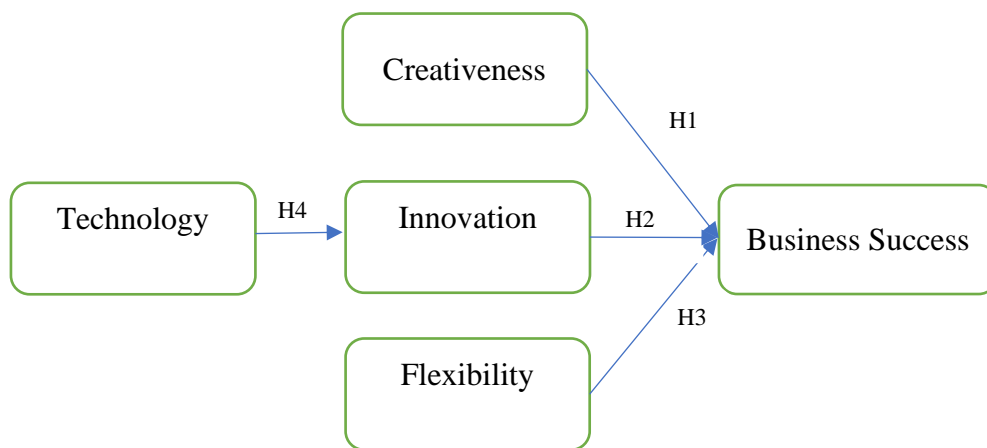 Creativeness
H1
Technology
H4
Innovation
H2
Business Success
H3
Flexibility